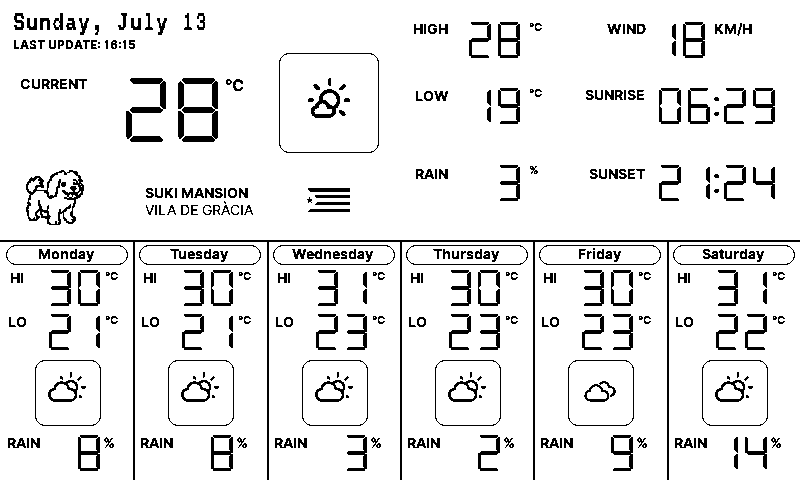 Sunday, July 13
LAST UPDATE: 16:15
CURRENT 28 °C
HIGH 28 °C
WIND 18 KM/H
LOW 19 °C
SUNRISE 06:29
RAIN 3 %
SUNSET 21:24
SUKI MANSION
VILA DE GRÀCIA
Monday
HI 30 °C
LO 21 °C
RAIN 8 %
Tuesday
HI 30 °C
LO 21 °C
RAIN 8 %
Wednesday
HI 31 °C
LO 23 °C
RAIN 3 %
Thursday
HI 30 °C
LO 23 °C
RAIN 2 %
Friday
HI 30 °C
LO 23 °C
RAIN 9 %
Saturday
HI 31 °C
LO 22 °C
RAIN 14 %